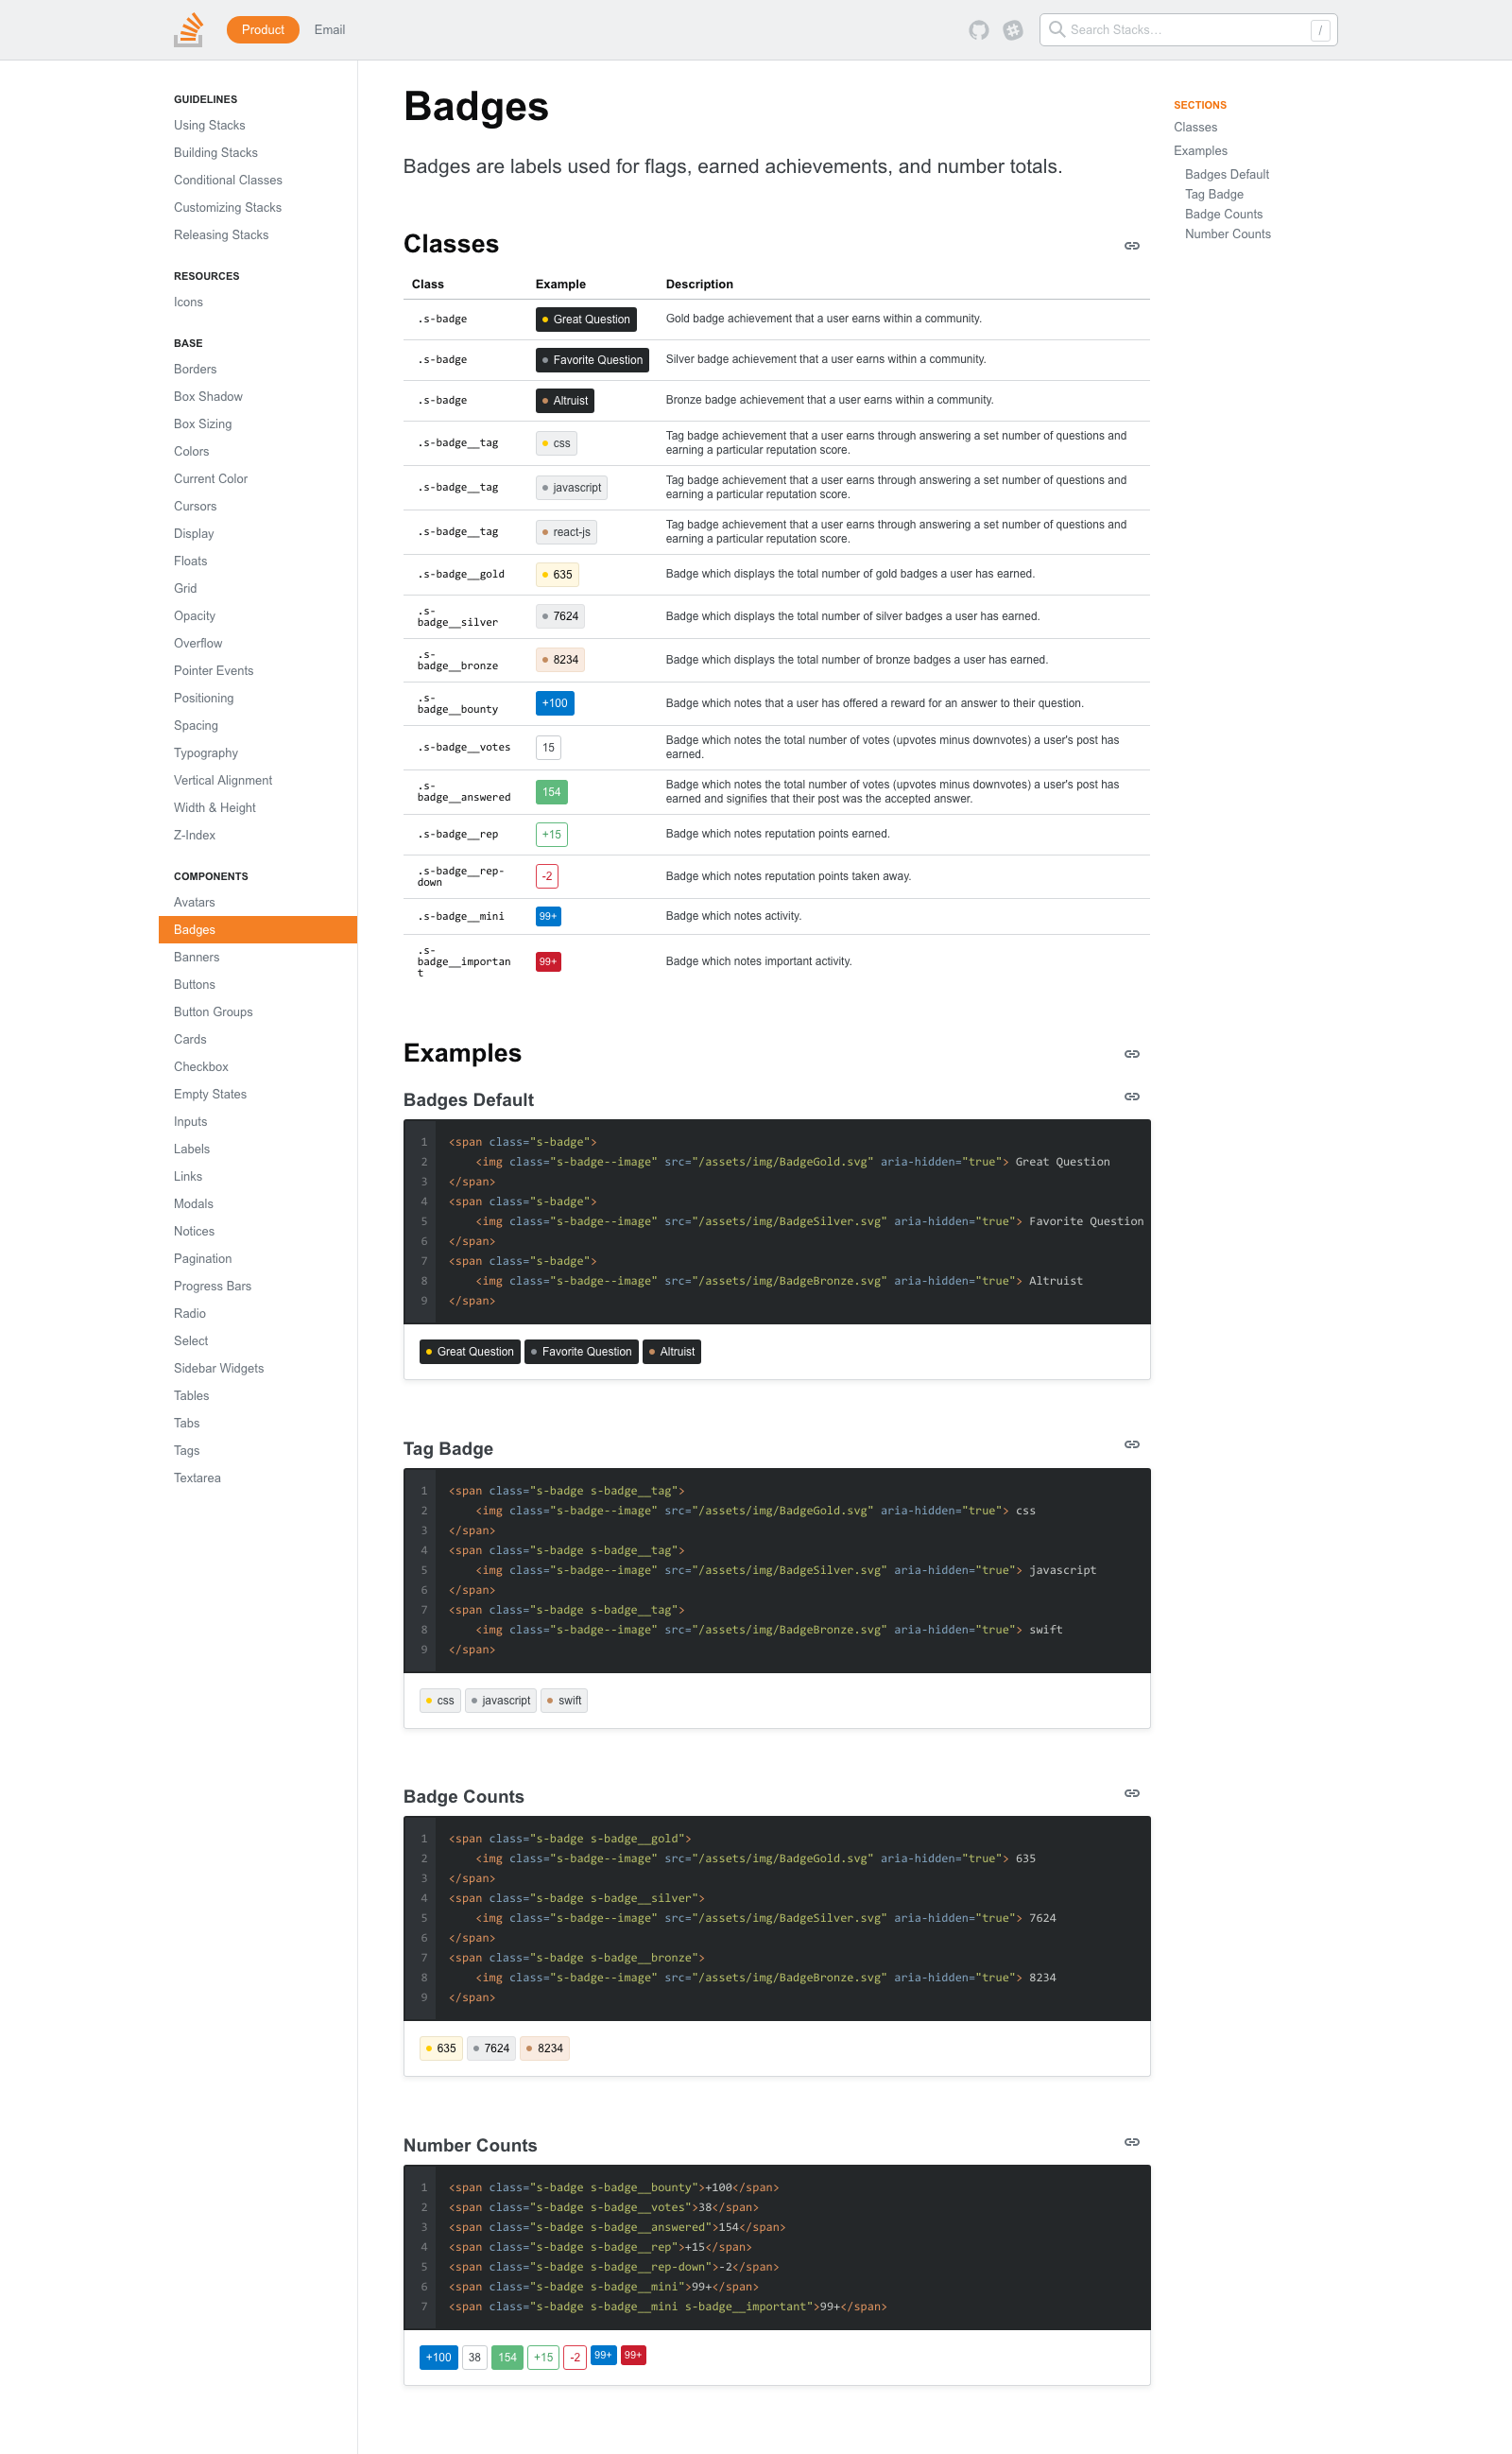 Product
Email
Search Stacks...
/
GUIDELINES
Using Stacks
Building Stacks
Conditional Classes
Customizing Stacks
Releasing Stacks
RESOURCES
Icons
BASE
Borders
Box Shadow
Box Sizing
Colors
Current Color
Cursors
Display
Floats
Grid
Opacity
Overflow
Pointer Events
Positioning
Spacing
Typography
Vertical Alignment
Width & Height
Z-Index
COMPONENTS
Avatars
Badges
Banners
Buttons
Button Groups
Cards
Checkbox
Empty States
Inputs
Labels
Links
Modals
Notices
Pagination
Progress Bars
Radio
Select
Sidebar Widgets
Tables
Tabs
Tags
Textarea
Badges
Badges are labels used for flags, earned achievements, and number totals.
Classes
Class Example Description
.s-badge Great Question Gold badge achievement that a user earns within a community.
.s-badge Favorite Question Silver badge achievement that a user earns within a community.
.s-badge Altruist Bronze badge achievement that a user earns within a community.
.s-badge__tag css Tag badge achievement that a user earns through answering a set number of questions and
earning a particular reputation score.
.s-badge__tag javascript Tag badge achievement that a user earns through answering a set number of questions and
earning a particular reputation score.
.s-badge__tag react-js Tag badge achievement that a user earns through answering a set number of questions and
earning a particular reputation score.
.s-badge__gold 635 Badge which displays the total number of gold badges a user has earned.
.s-
badge__silver 7624 Badge which displays the total number of silver badges a user has earned.
.s-
badge__bronze 8234 Badge which displays the total number of bronze badges a user has earned.
.s-
badge__bounty +100 Badge which notes that a user has offered a reward for an answer to their question.
.s-badge__votes 15 Badge which notes the total number of votes (upvotes minus downvotes) a user's post has
earned.
.s-
badge__answered 154 Badge which notes the total number of votes (upvotes minus downvotes) a user's post has
earned and signifies that their post was the accepted answer.
.s-badge__rep +15 Badge which notes reputation points earned.
.s-badge__rep-
down -2 Badge which notes reputation points taken away.
.s-badge__mini 99+ Badge which notes activity.
.s-
badge__importan
t 99+ Badge which notes important activity.
Examples
Badges Default
1 <span class="s-badge">
2 <img class="s-badge--image" src="/assets/img/BadgeGold.svg" aria-hidden="true"> Great Question
3 </span>
4 <span class="s-badge">
5 <img class="s-badge--image" src="/assets/img/BadgeSilver.svg" aria-hidden="true"> Favorite Question
6 </span>
7 <span class="s-badge">
8 <img class="s-badge--image" src="/assets/img/BadgeBronze.svg" aria-hidden="true"> Altruist
9 </span>
Great Question Favorite Question Altruist
Tag Badge
1 <span class="s-badge s-badge__tag">
2 <img class="s-badge--image" src="/assets/img/BadgeGold.svg" aria-hidden="true"> css
3 </span>
4 <span class="s-badge s-badge__tag">
5 <img class="s-badge--image" src="/assets/img/BadgeSilver.svg" aria-hidden="true"> javascript
6 </span>
7 <span class="s-badge s-badge__tag">
8 <img class="s-badge--image" src="/assets/img/BadgeBronze.svg" aria-hidden="true"> swift
9 </span>
css javascript swift
Badge Counts
1 <span class="s-badge s-badge__gold">
2 <img class="s-badge--image" src="/assets/img/BadgeGold.svg" aria-hidden="true"> 635
3 </span>
4 <span class="s-badge s-badge__silver">
5 <img class="s-badge--image" src="/assets/img/BadgeSilver.svg" aria-hidden="true"> 7624
6 </span>
7 <span class="s-badge s-badge__bronze">
8 <img class="s-badge--image" src="/assets/img/BadgeBronze.svg" aria-hidden="true"> 8234
9 </span>
635 7624 8234
Number Counts
1 <span class="s-badge s-badge__bounty">+100</span>
2 <span class="s-badge s-badge__votes">38</span>
3 <span class="s-badge s-badge__answered">154</span>
4 <span class="s-badge s-badge__rep">+15</span>
5 <span class="s-badge s-badge__rep-down">-2</span>
6 <span class="s-badge s-badge__mini">99+</span>
7 <span class="s-badge s-badge__mini s-badge__important">99+</span>
+100 38 154 +15 -2 99+ 99+
SECTIONS
Classes
Examples
Badges Default
Tag Badge
Badge Counts
Number Counts